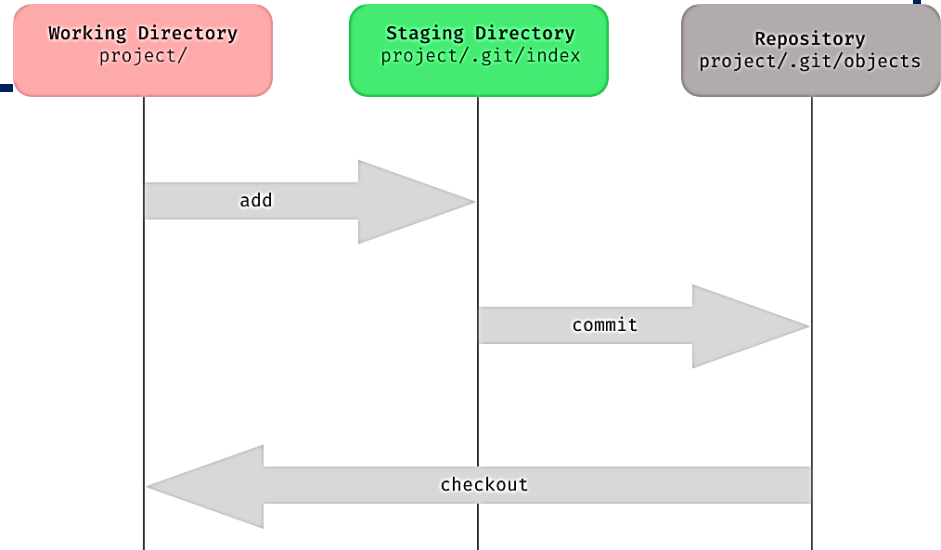 Working Directory
project/
Staging Directory
project/.git/index
Repository
project/.git/objects
add
commit
checkout